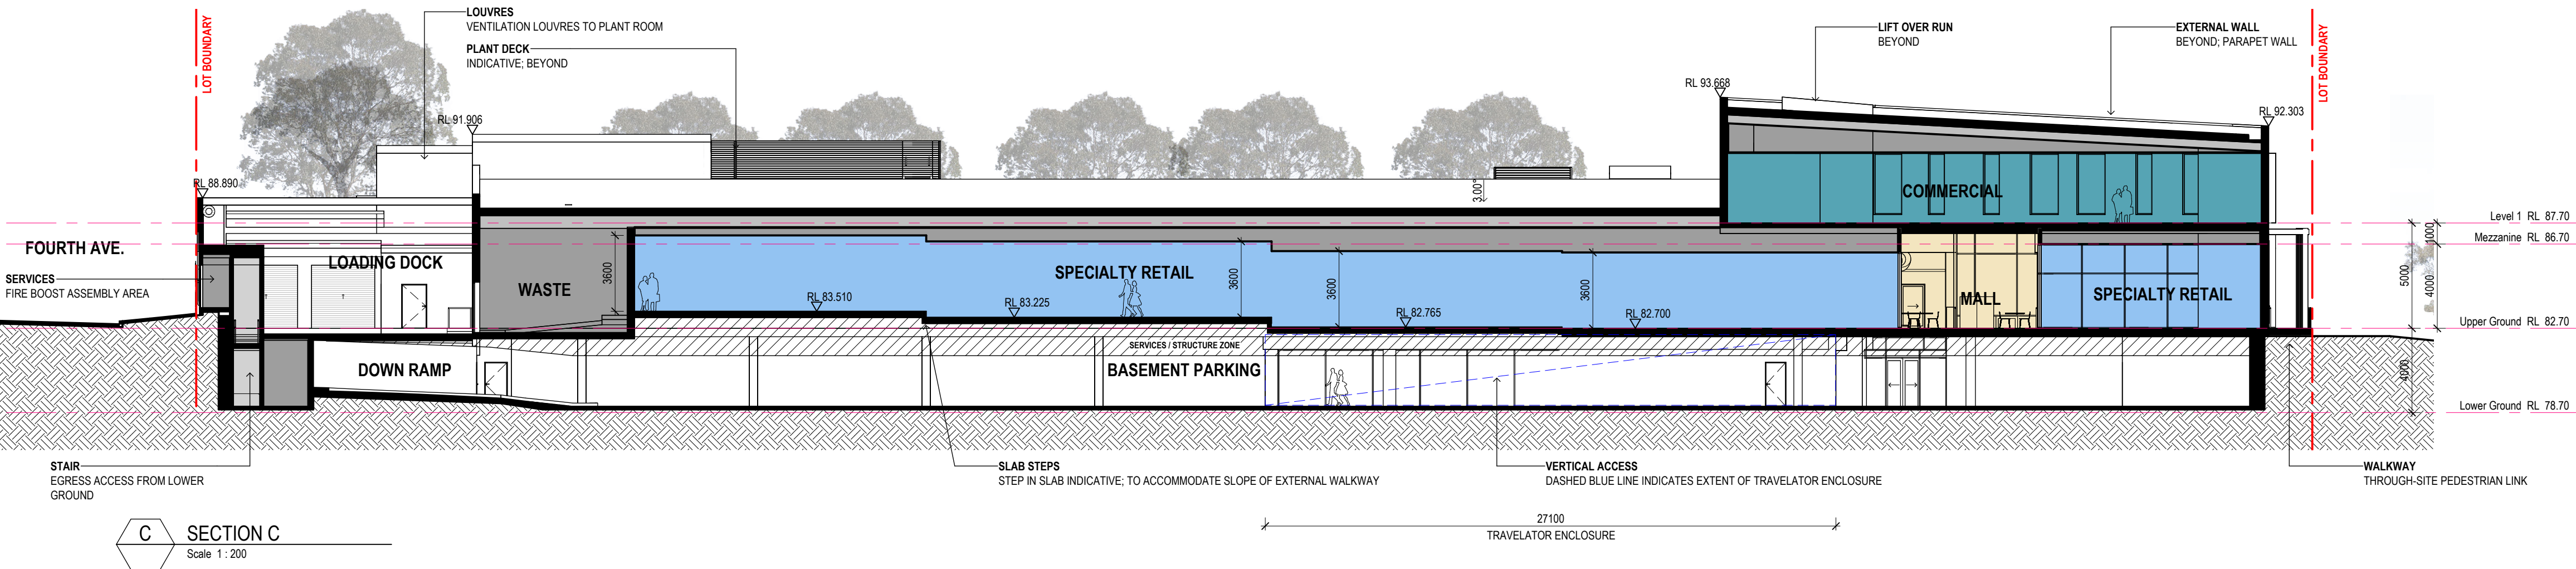 LOUVRES
VENTILATION LOUVRES TO PLANT ROOM
PLANT DECK
INDICATIVE; BEYOND
LOT BOUNDARY
LIFT OVER RUN
BEYOND
EXTERNAL WALL
BEYOND; PARAPET WALL
LOT BOUNDARY
RL 93.668
RL 92.303
RL 91.906
RL 88.890
3.00°
COMMERCIAL
Level 1 RL 87.70
Mezzanine RL 86.70
1000
5000
4000
FOURTH AVE.
SERVICES
FIRE BOOST ASSEMBLY AREA
LOADING DOCK
WASTE
3600
SPECIALTY RETAIL
3600
3600
3600
RL 83.510
RL 83.225
RL 82.765
RL 82.700
MALL
SPECIALTY RETAIL
Upper Ground RL 82.70
SERVICES / STRUCTURE ZONE
DOWN RAMP
BASEMENT PARKING
4000
Lower Ground RL 78.70
STAIR
EGRESS ACCESS FROM LOWER
GROUND
SLAB STEPS
STEP IN SLAB INDICATIVE; TO ACCOMMODATE SLOPE OF EXTERNAL WALKWAY
VERTICAL ACCESS
DASHED BLUE LINE INDICATES EXTENT OF TRAVELATOR ENCLOSURE
WALKWAY
THROUGH-SITE PEDESTRIAN LINK
27100
TRAVELATOR ENCLOSURE
C
SECTION C
Scale 1 : 200